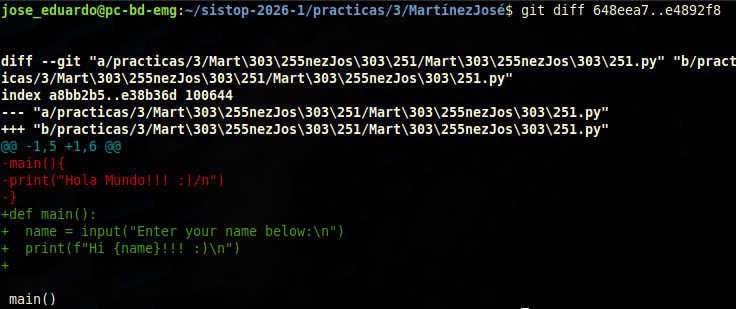 jose_eduardo@pc-bd-emg:~/sistop-2026-1/practicas/3/MartínezJosé$ git diff 648eea7..e4892f8
diff --git "a/practicas/3/Mart\303\255nezJos\303\251/Mart\303\255nezJos\303\251.py" "b/pract
icas/3/Mart\303\255nezJos\303\251/Mart\303\255nezJos\303\251.py"
index a8bb2b5..e38b36d 100644
--- "a/practicas/3/Mart\303\255nezJos\303\251/Mart\303\255nezJos\303\251.py"
+++ "b/practicas/3/Mart\303\255nezJos\303\251/Mart\303\255nezJos\303\251.py"
@@ -1,5 +1,6 @@
-main(){
-print("Hola Mundo!!! :)/n")
-}
+def main():
+  name = input("Enter your name below:\n")
+  print(f"Hi {name}!!! :)\n")
+
 main()